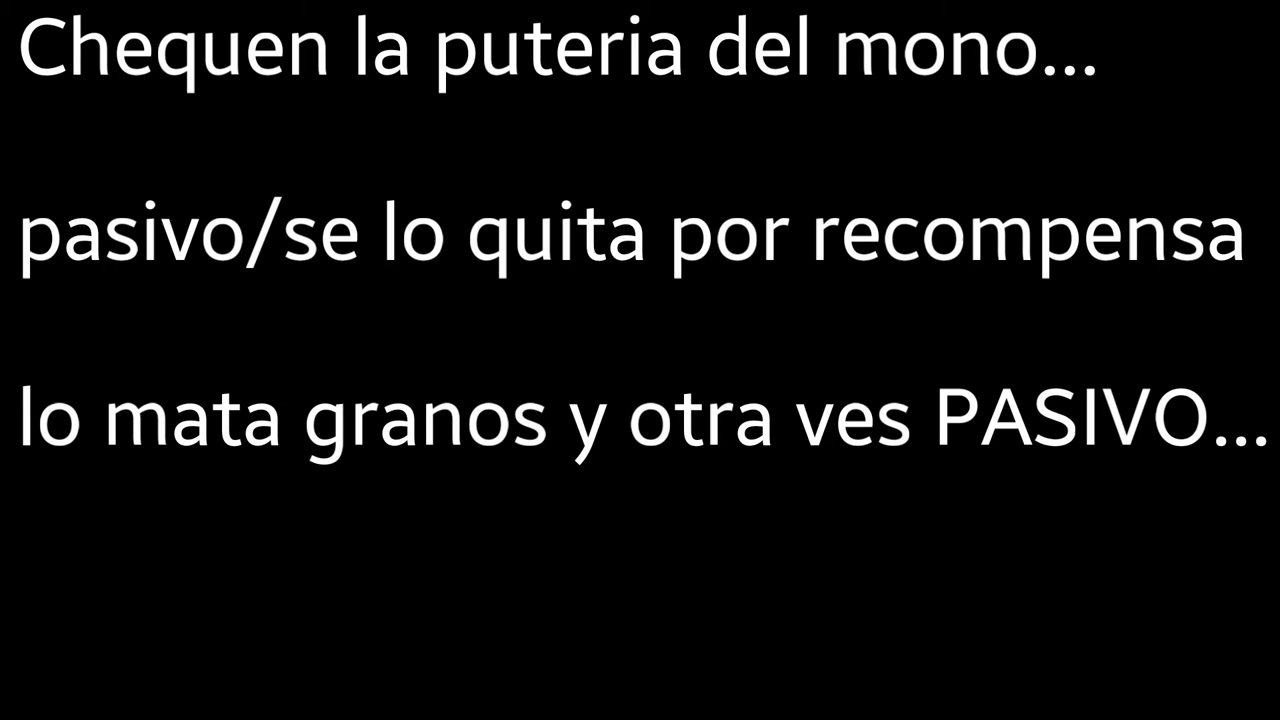 Chequen la puteria del mono...
pasivo/se lo quita por recompensa
lo mata granos y otra ves PASIVO...